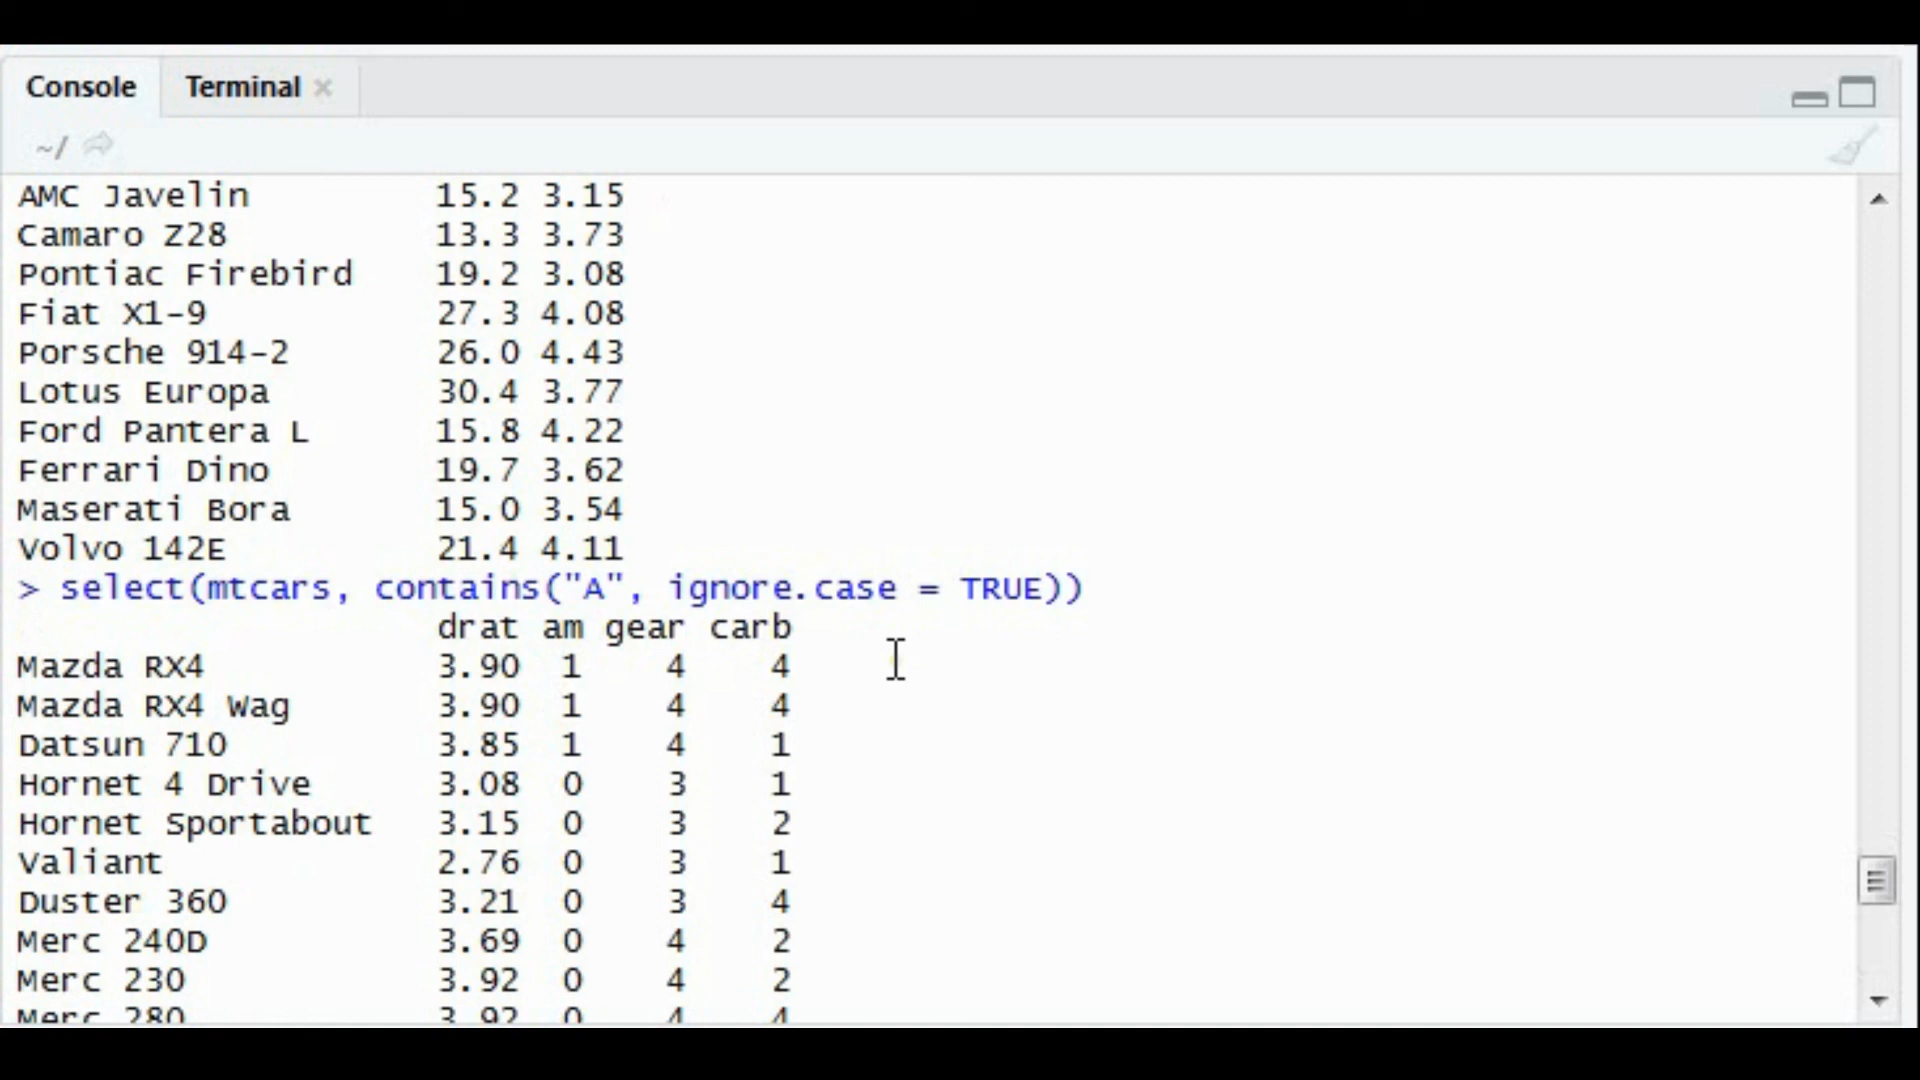 Console Terminal
~/
AMC Javelin 15.2 3.15
Camaro Z28 13.3 3.73
Pontiac Firebird 19.2 3.08
Fiat X1-9 27.3 4.08
Porsche 914-2 26.0 4.43
Lotus Europa 30.4 3.77
Ford Pantera L 15.8 4.22
Ferrari Dino 19.7 3.62
Maserati Bora 15.0 3.54
Volvo 142E 21.4 4.11
> select(mtcars, contains("A", ignore.case = TRUE))
drat am gear carb
Mazda RX4 3.90 1 4 4
Mazda RX4 Wag 3.90 1 4 4
Datsun 710 3.85 1 4 1
Hornet 4 Drive 3.08 0 3 1
Hornet Sportabout 3.15 0 3 2
Valiant 2.76 0 3 1
Duster 360 3.21 0 3 4
Merc 240D 3.69 0 4 2
Merc 230 3.92 0 4 2
Merc 280 3.92 0 4 4